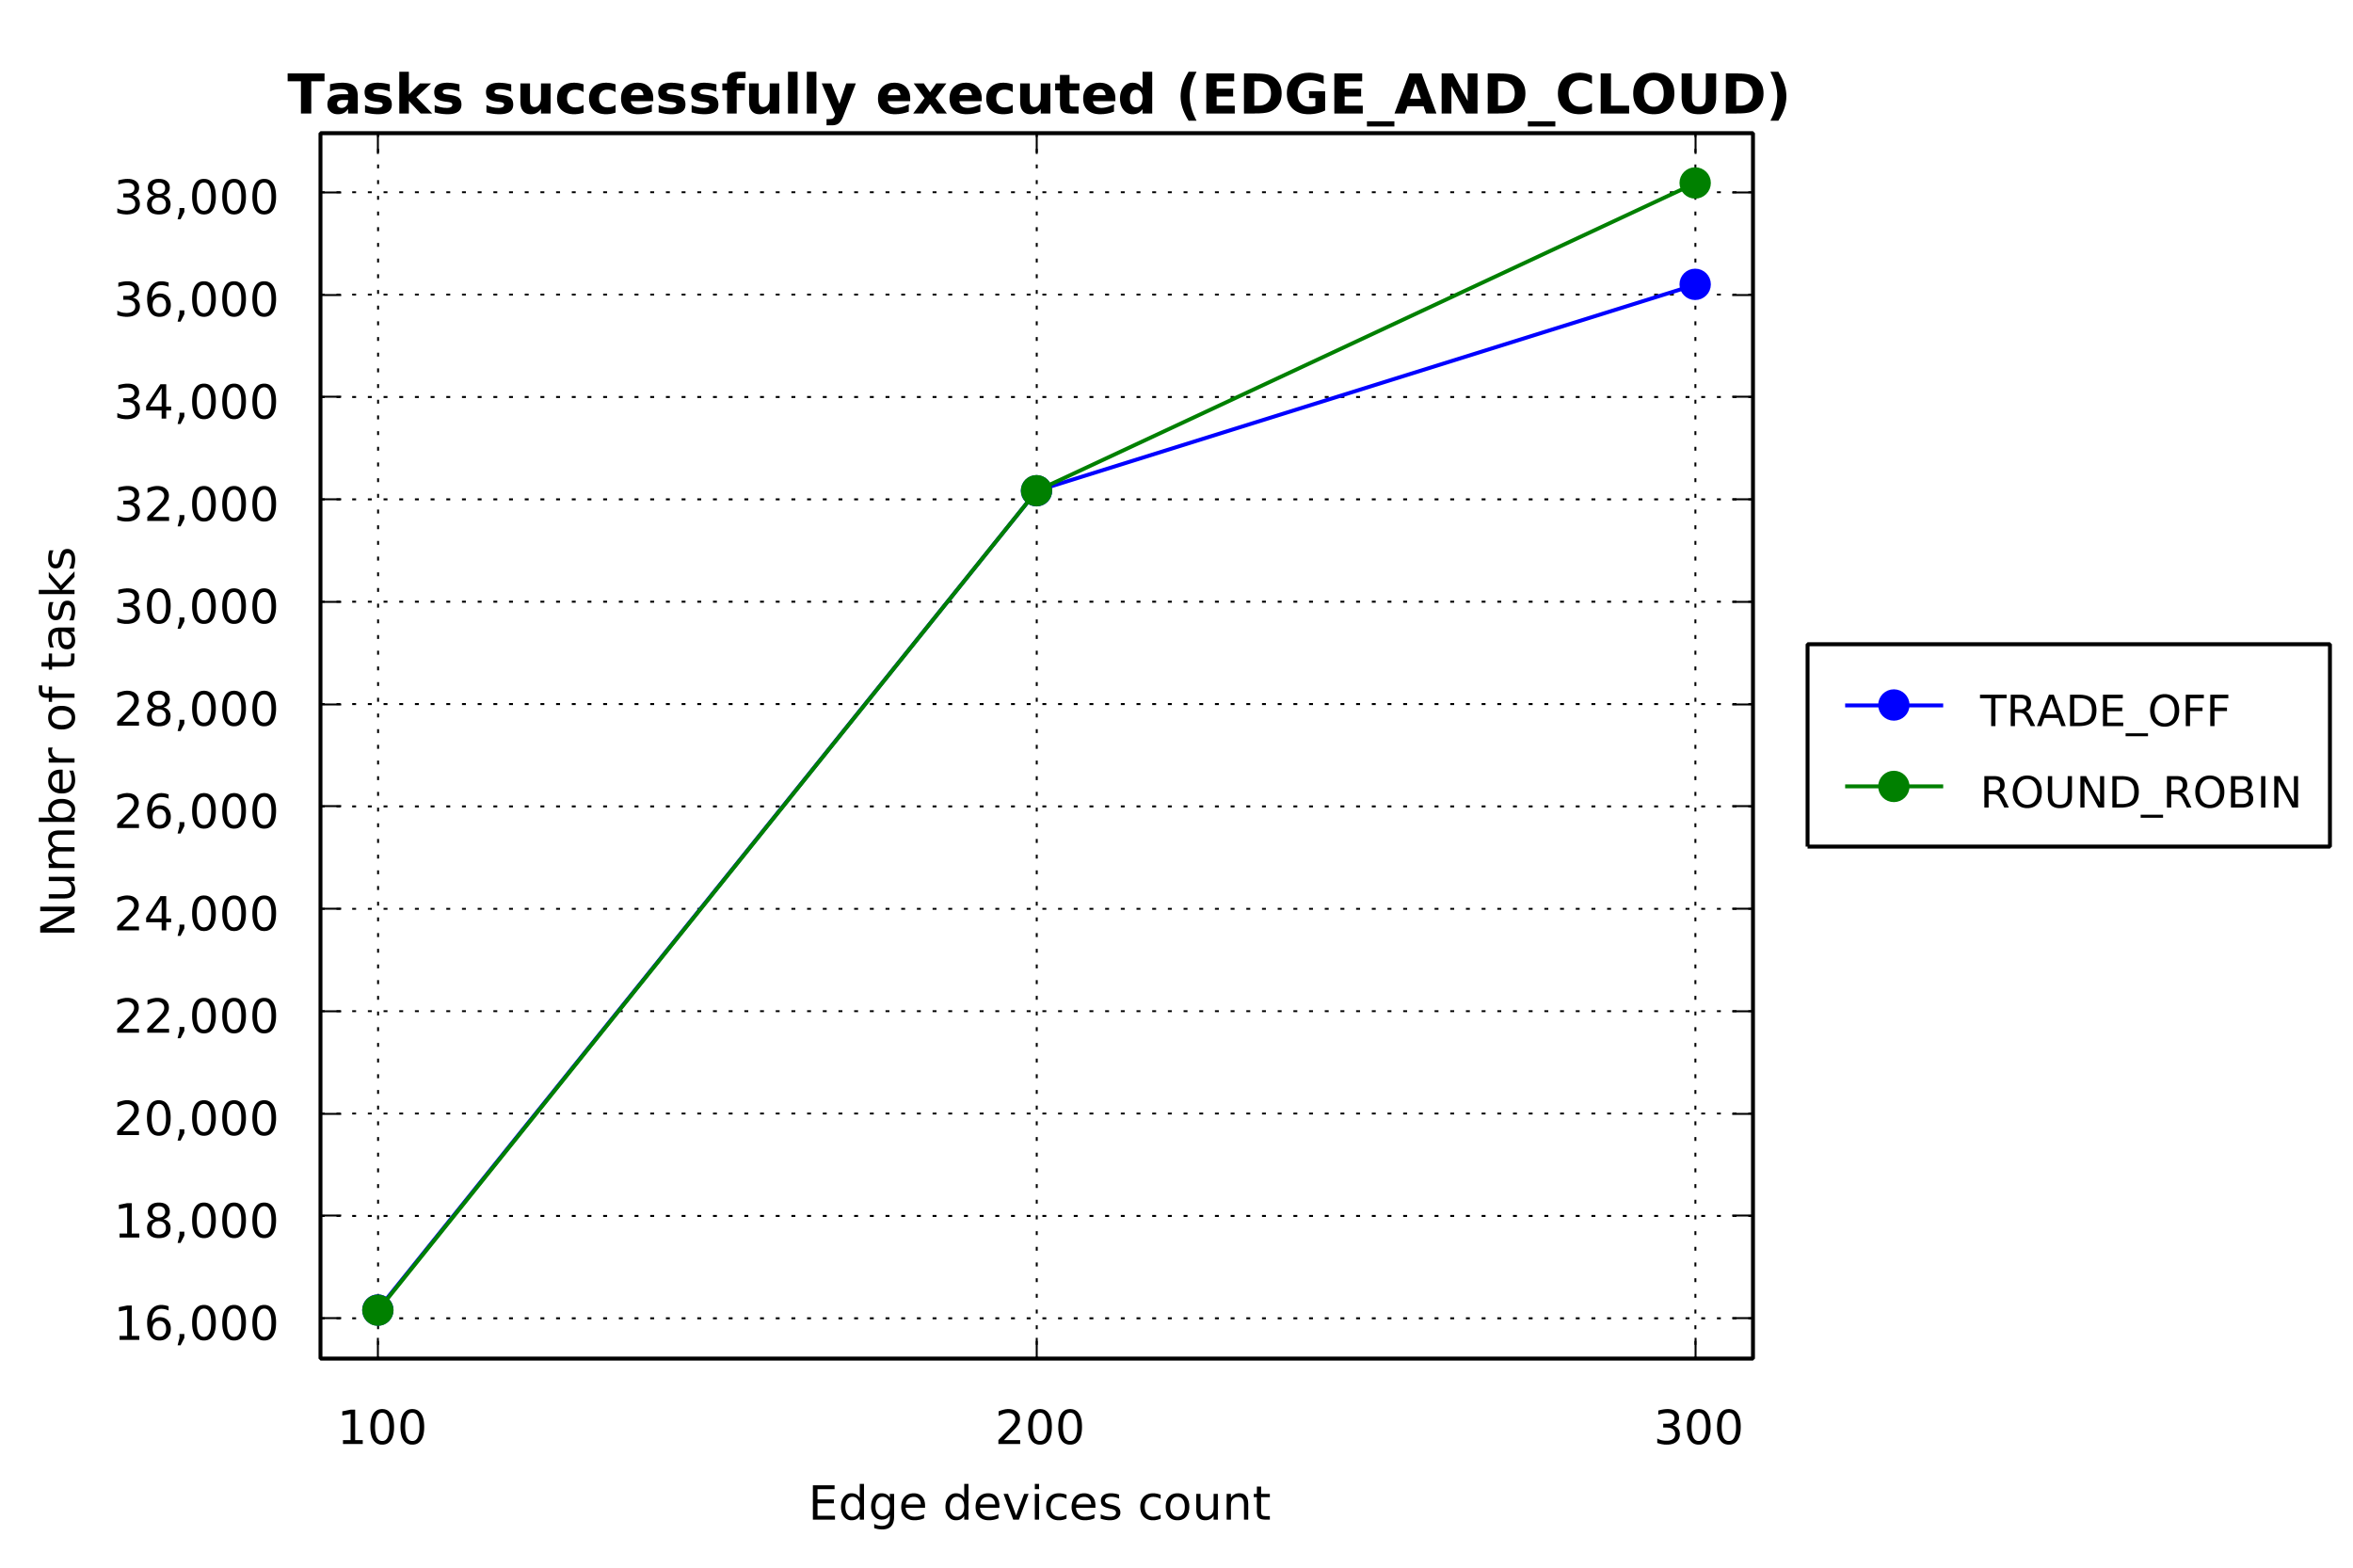 Tasks successfully executed (EDGE_AND_CLOUD)
38,000
36,000
34,000
32,000
30,000
28,000
26,000
24,000
22,000
20,000
18,000
16,000
Number of tasks
100 200 300
Edge devices count
TRADE_OFF
ROUND_ROBIN